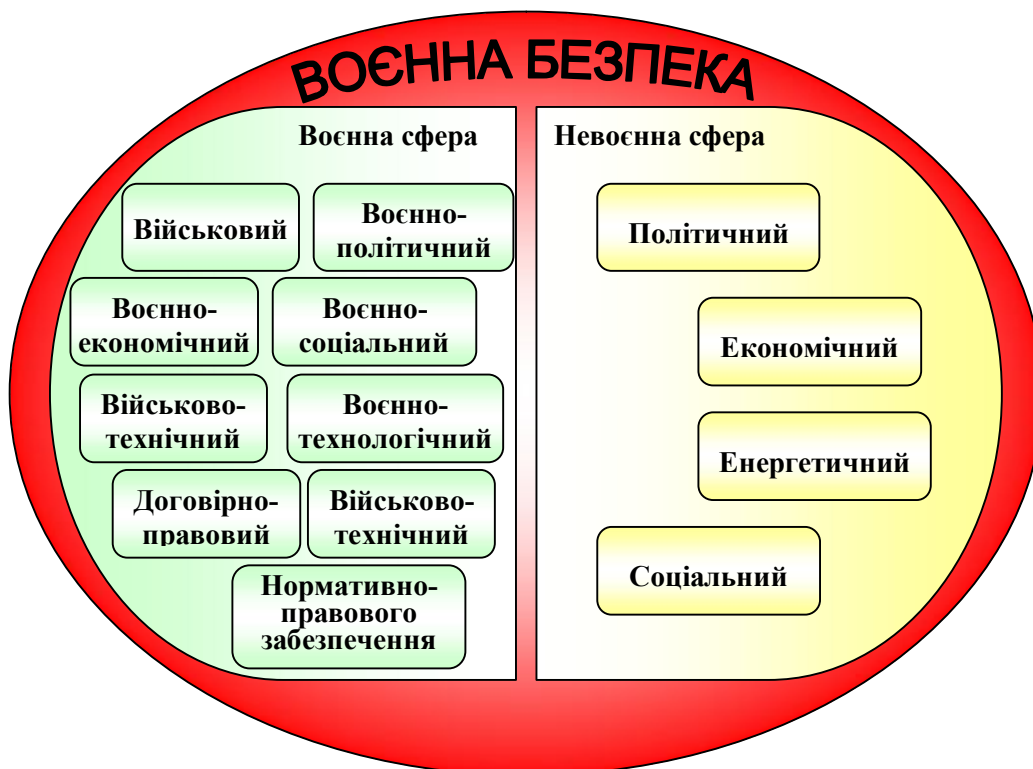 ВОЄННА БЕЗПЕКА
Воєнна сфера
Військовий
Воєнно-
політичний
Воєнно-
економічний
Воєнно-
соціальний
Військово-
технічний
Воєнно-
технологічний
Договірно-
правовий
Військово-
технічний
Нормативно-
правового
забезпечення
Невоєнна сфера
Політичний
Економічний
Енергетичний
Соціальний